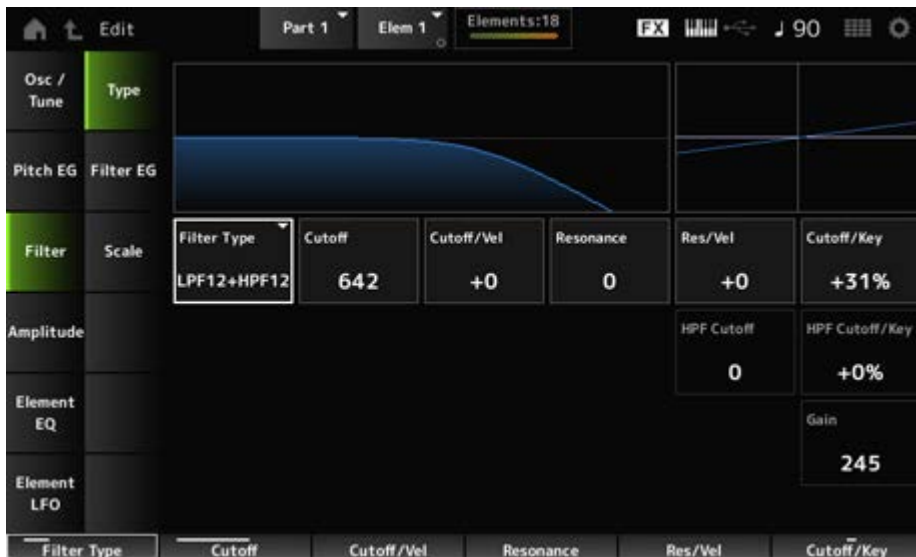 Edit
Part 1
Elem 1
Elements:18
FX
♩ 90
Osc / Tune
Type
Pitch EG
Filter EG
Filter
Scale
Filter Type
Cutoff
Cutoff/Vel
Resonance
Res/Vel
Cutoff/Key
LPF12+HPF12
642
+0
0
+0
+31%
Amplitude
HPF Cutoff
HPF Cutoff/Key
0
+0%
Element EQ
Gain
245
Element LFO
Filter Type
Cutoff
Cutoff/Vel
Resonance
Res/Vel
Cutoff/Key